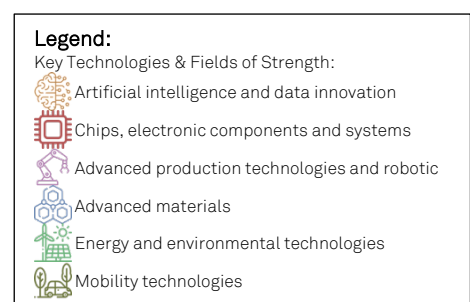 Legend:
Key Technologies & Fields of Strength:
Artificial intelligence and data innovation
Chips, electronic components and systems
Advanced production technologies and robotic
Advanced materials
Energy and environmental technologies
Mobility technologies